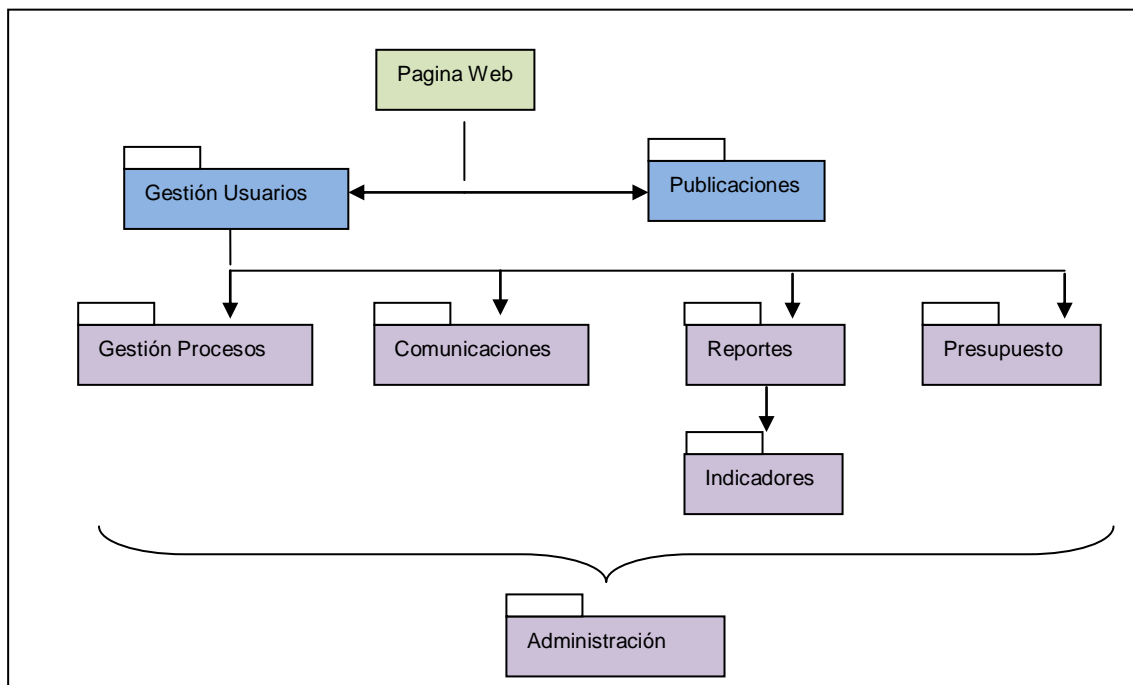 Pagina Web
Gestión Usuarios
Publicaciones
Gestión Procesos
Comunicaciones
Reportes
Presupuesto
Indicadores
Administración